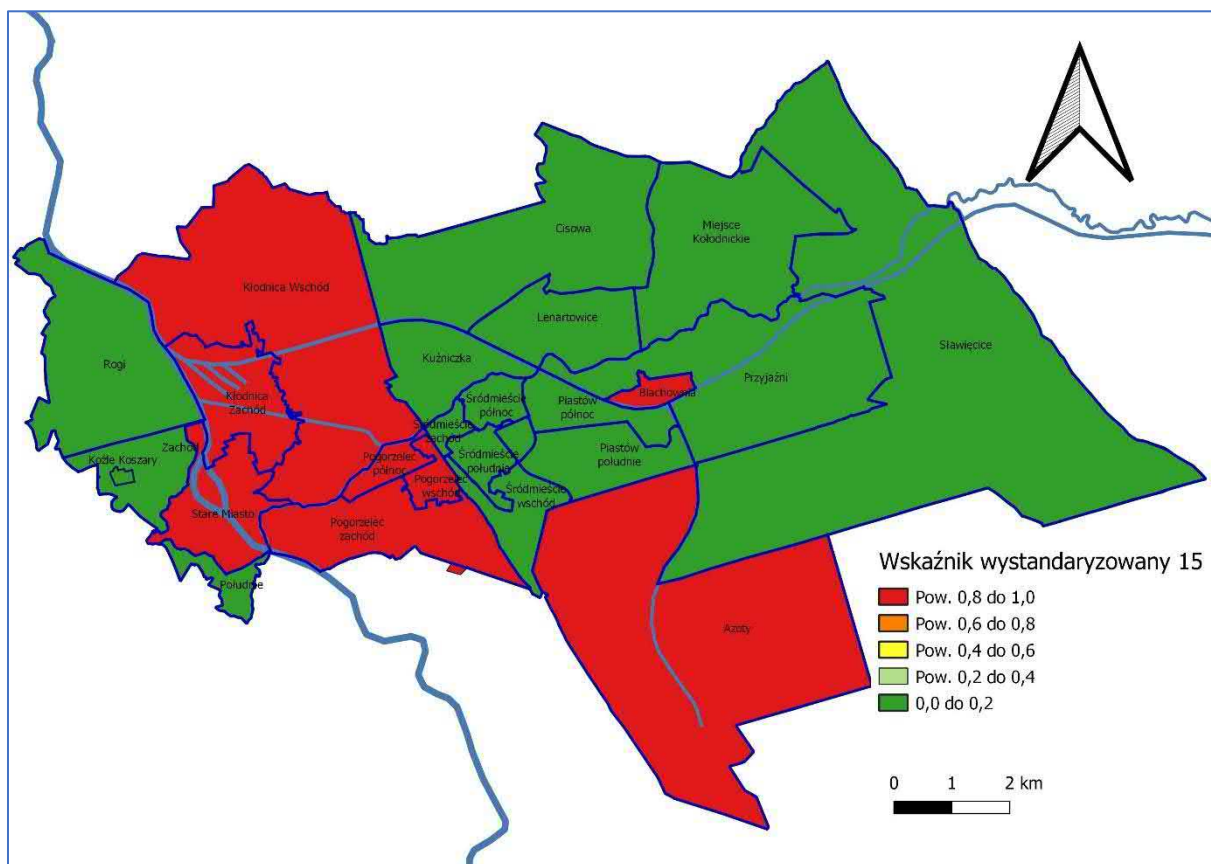 Cisowa
Miejsce
Kołodnickie
Kłodnica Wschód
Lenartowice
Sławięcice
Rogi
Kuźniczka
Przyjaźni
Blachownia
Kłodnica
Zachód
Śródmieście
północ
Piastów
północ
Śródmieście
zachód
Zachód
Koźle Koszary
Pogorzelec
północ
Śródmieście
południe
Piastów
południe
Pogorzelec
wschód
Śródmieście
wschód
Stare Miasto
Pogorzelec
zachód
Południe
Azoty
Wskaźnik wystandaryzowany 15
Pow. 0,8 do 1,0
Pow. 0,6 do 0,8
Pow. 0,4 do 0,6
Pow. 0,2 do 0,4
0,0 do 0,2
0 1 2 km